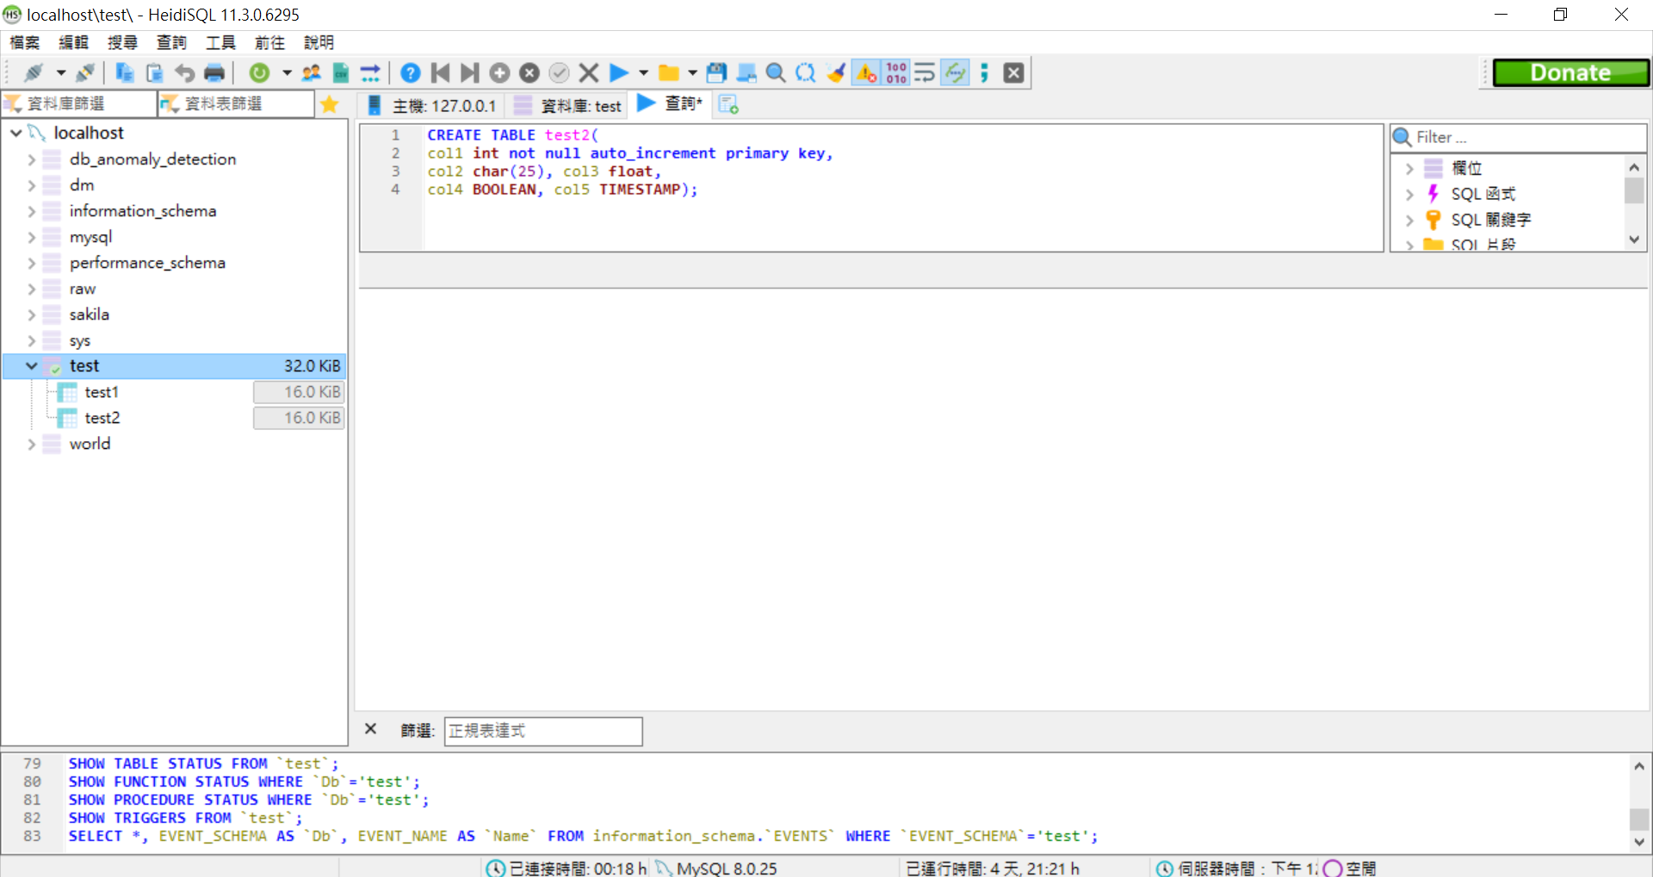 localhost\test\ - HeidiSQL 11.3.0.6295
檔案 編輯 搜尋 查詢 工具 前往 說明
Donate
資料庫篩選 資料表篩選 主機: 127.0.0.1 資料庫: test 查詢*
localhost
db_anomaly_detection
dm
information_schema
mysql
performance_schema
raw
sakila
sys
test 32.0 KiB
test1 16.0 KiB
test2 16.0 KiB
world
1 CREATE TABLE test2(
2 col1 int not null auto_increment primary key,
3 col2 char(25), col3 float,
4 col4 BOOLEAN, col5 TIMESTAMP);
Filter ...
欄位
SQL 函式
SQL 關鍵字
SQL 片段
篩選: 正規表達式
79 SHOW TABLE STATUS FROM `test`;
80 SHOW FUNCTION STATUS WHERE `Db`='test';
81 SHOW PROCEDURE STATUS WHERE `Db`='test';
82 SHOW TRIGGERS FROM `test`;
83 SELECT *, EVENT_SCHEMA AS `Db`, EVENT_NAME AS `Name` FROM information_schema.`EVENTS` WHERE `EVENT_SCHEMA`='test';
已連接時間: 00:18 h MySQL 8.0.25 已運行時間: 4 天, 21:21 h 伺服器時間：下午 空閒